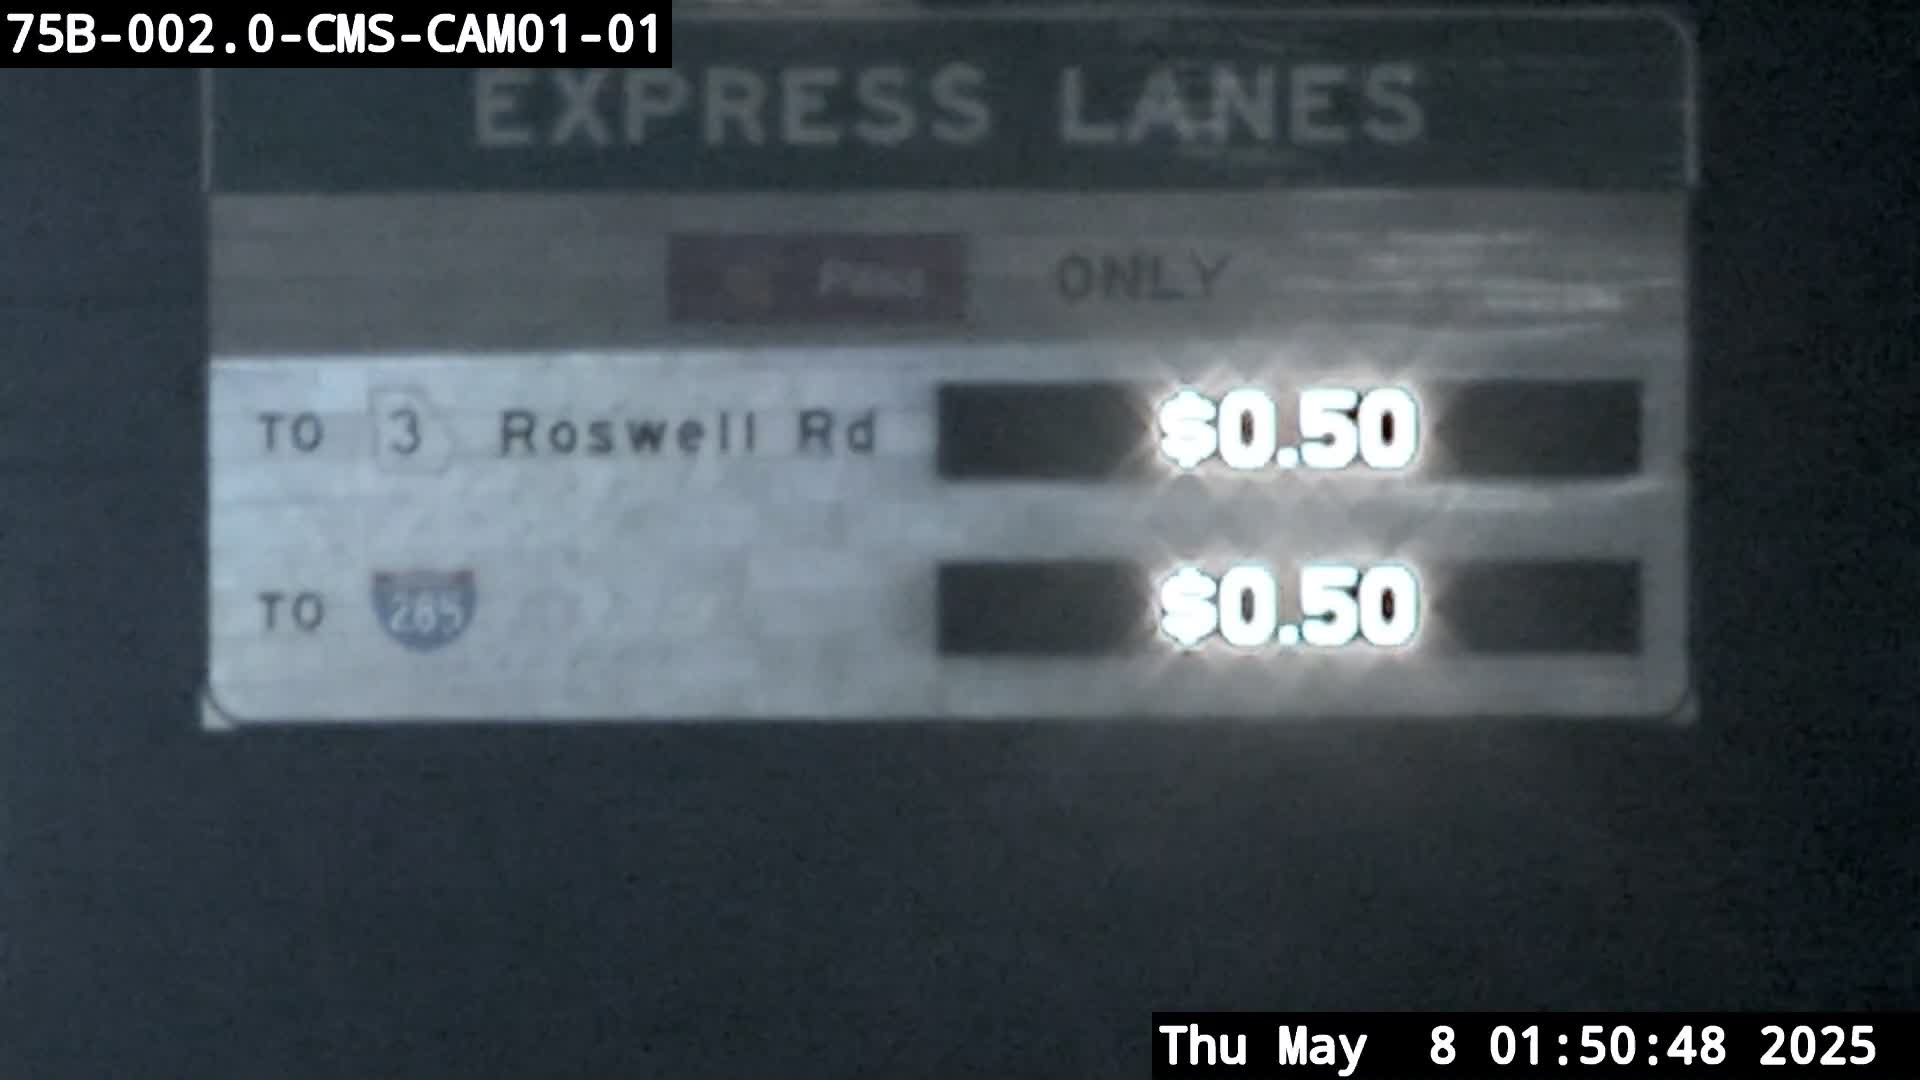 75B-002.0-CMS-CAM01-01
EXPRESS LANES
ONLY
TO 3 Roswell Rd $0.50
TO 285 $0.50
Thu May 8 01:50:48 2025